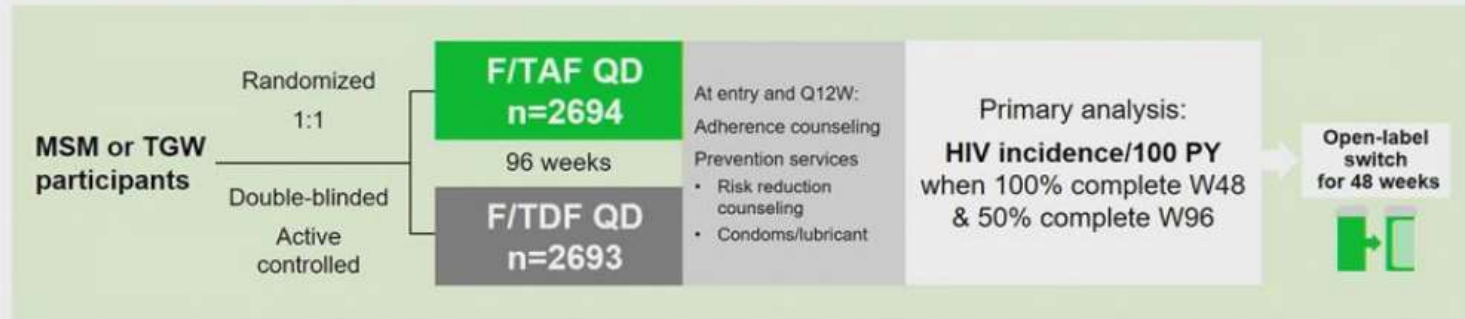 MSM or TGW
participants
Randomized
1:1
Double-blinded
Active
controlled
F/TAF QD
n=2694
96 weeks
F/TDF QD
n=2693
At entry and Q12W:
Adherence counseling
Prevention services
• Risk reduction
counseling
• Condoms/lubricant
Primary analysis:
HIV incidence/100 PY
when 100% complete W48
& 50% complete W96
Open-label
switch
for 48 weeks